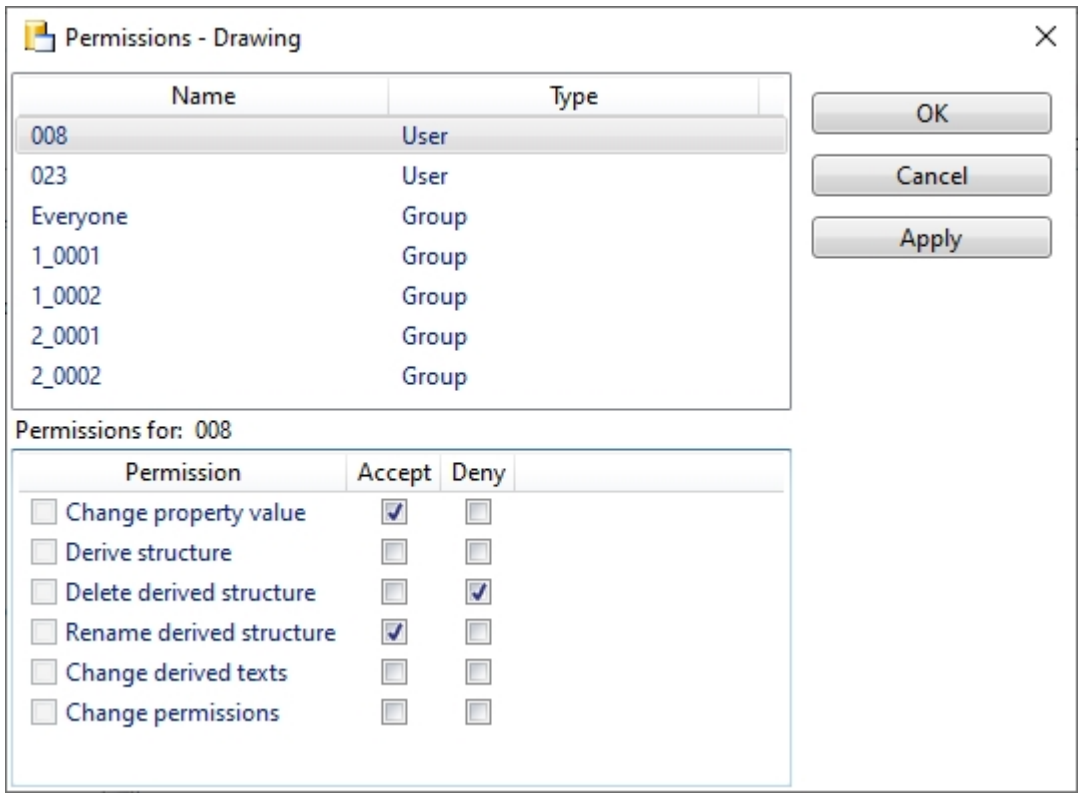 Permissions - Drawing
Name Type
008 User
023 User
Everyone Group
1_0001 Group
1_0002 Group
2_0001 Group
2_0002 Group
OK
Cancel
Apply
Permissions for: 008
Permission Accept Deny
Change property value
Derive structure
Delete derived structure
Rename derived structure
Change derived texts
Change permissions